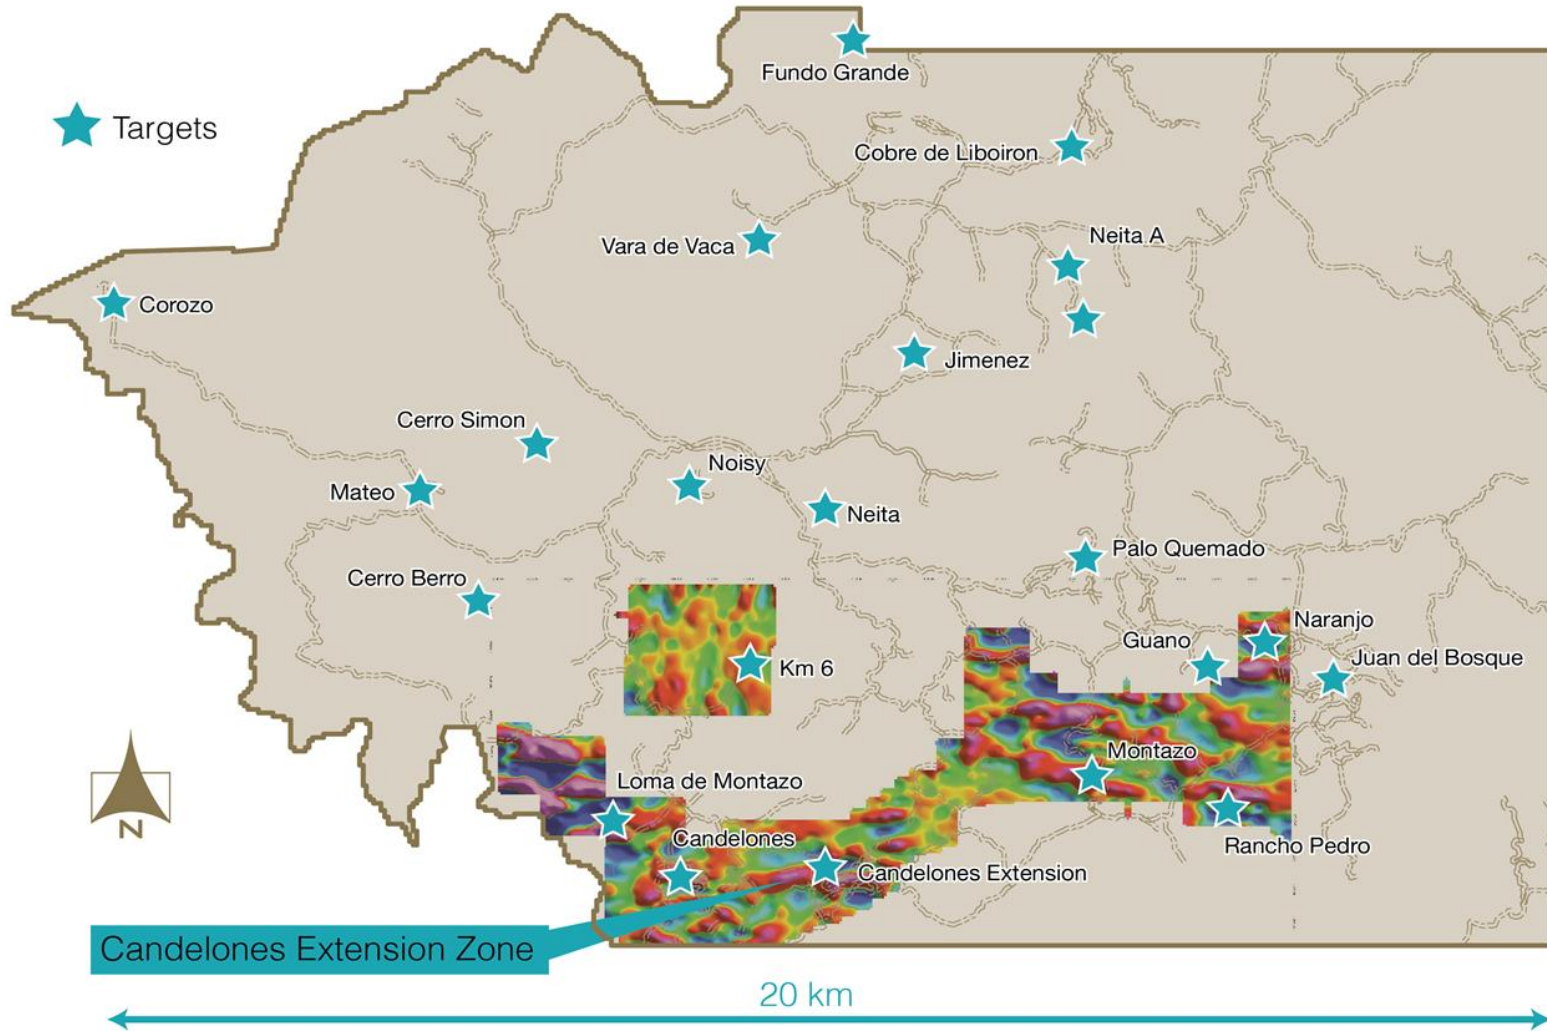 Fundo Grande
Targets
Cobre de Liboiron
Neita A
Vara de Vaca
Corozo
Jimenez
Cerro Simon
Noisy
Mateo
Neita
Palo Quemado
Cerro Berro
Naranjo
Guano
Juan del Bosque
Km 6
Montazo
Loma de Montazo
N
Candelones
Rancho Pedro
Candelones Extension
Candelones Extension Zone
20 km